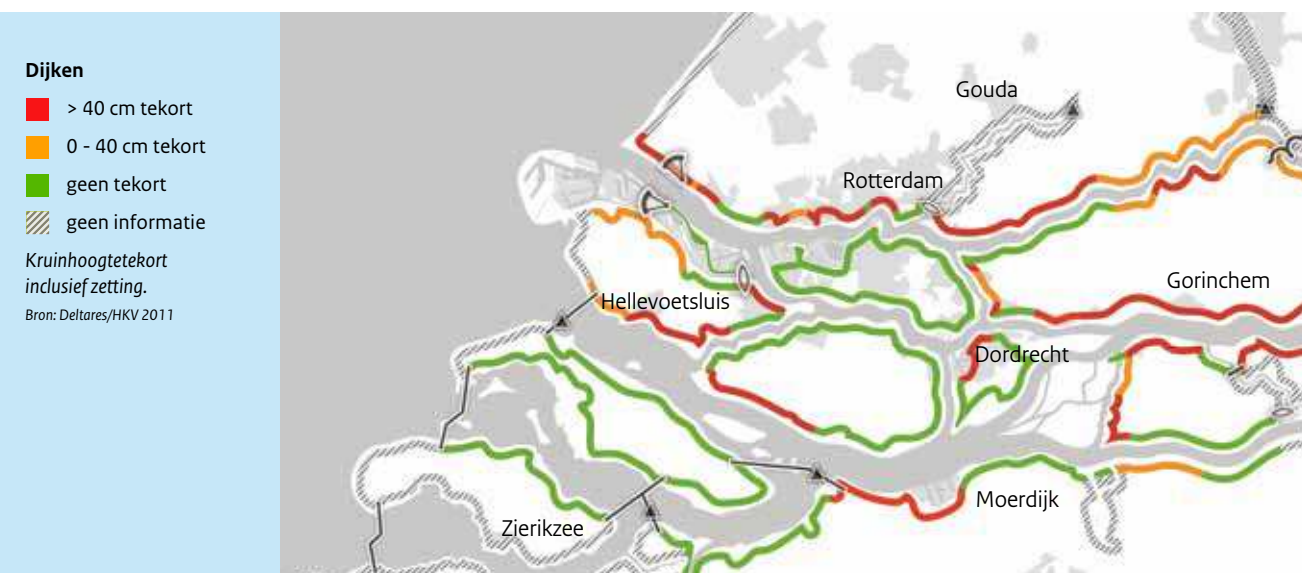 Dijken
> 40 cm tekort
0 - 40 cm tekort
geen tekort
geen informatie
Kruinhoogtetekort
inclusief zetting.
Bron: Deltares/HKV 2011
Gouda
Rotterdam
Gorinchem
Hellevoetsluis
Dordrecht
Moerdijk
Zierikzee